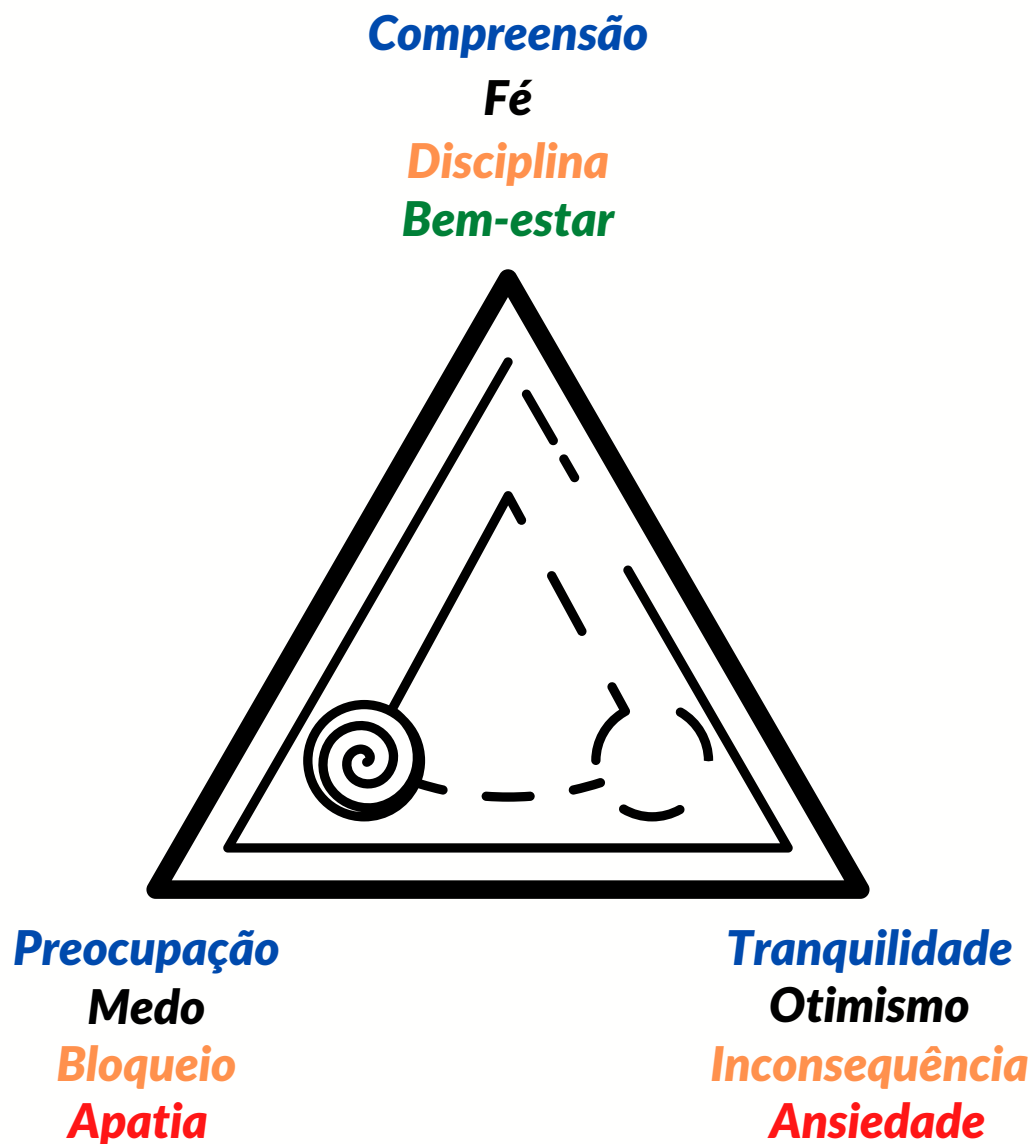 Compreensão
Fé
Disciplina
Bem-estar
Preocupação
Medo
Bloqueio
Apatia
Tranquilidade
Otimismo
Inconsequência
Ansiedade